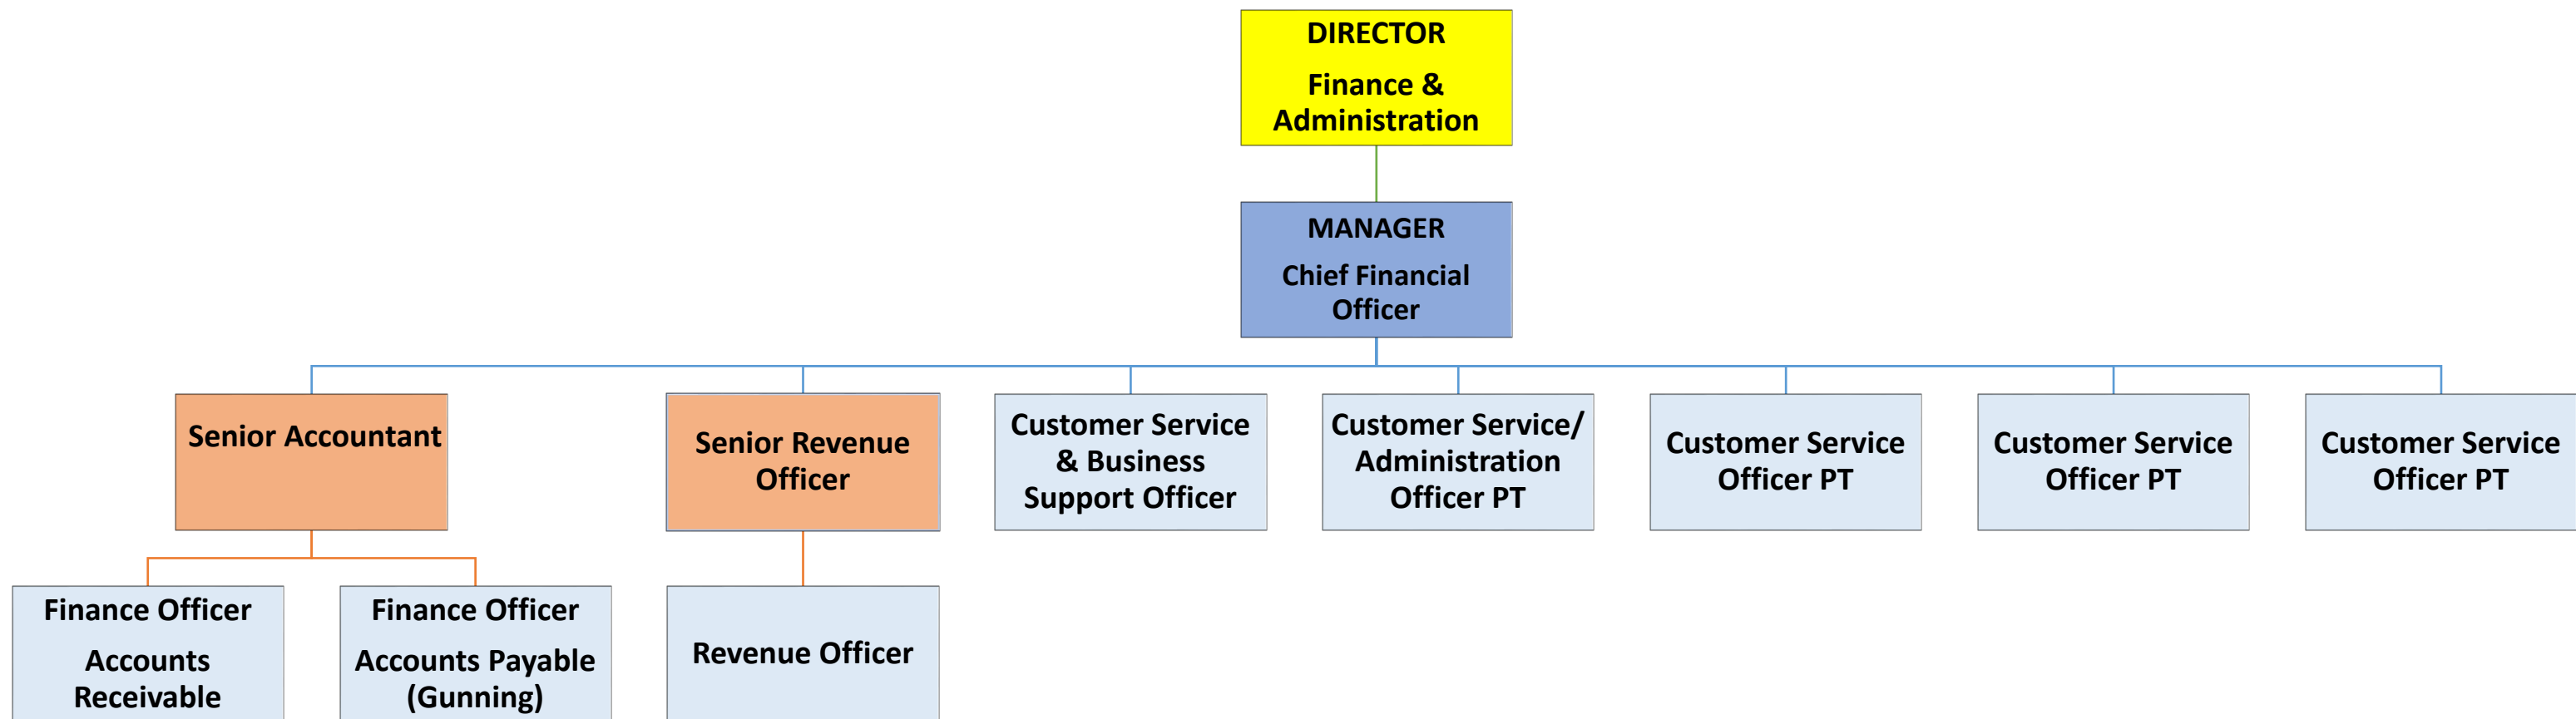 DIRECTOR
Finance &
Administration
MANAGER
Chief Financial
Officer
Senior Accountant
Senior Revenue
Officer
Customer Service
& Business
Support Officer
Customer Service/
Administration
Officer PT
Customer Service
Officer PT
Customer Service
Officer PT
Customer Service
Officer PT
Finance Officer
Accounts
Receivable
Finance Officer
Accounts Payable
(Gunning)
Revenue Officer